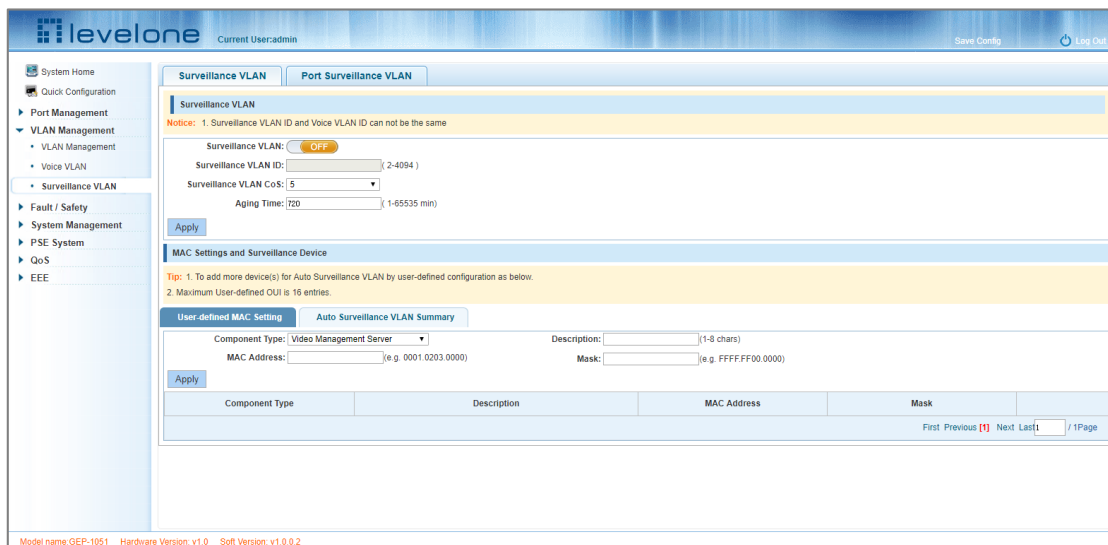 levelone Current User:admin Save Config Log Out
System Home
Quick Configuration
Port Management
VLAN Management
VLAN Management
Voice VLAN
Surveillance VLAN
Fault / Safety
System Management
PSE System
QoS
EEE
Surveillance VLAN Port Surveillance VLAN
Surveillance VLAN
Notice: 1. Surveillance VLAN ID and Voice VLAN ID can not be the same
Surveillance VLAN: OFF
Surveillance VLAN ID: ( 2-4094 )
Surveillance VLAN CoS: 5
Aging Time: 720 ( 1-65535 min)
Apply
MAC Settings and Surveillance Device
Tip: 1. To add more device(s) for Auto Surveillance VLAN by user-defined configuration as below.
2. Maximum User-defined OUI is 16 entries.
User-defined MAC Setting Auto Surveillance VLAN Summary
Component Type: Video Management Server Description: (1-8 chars)
MAC Address: (e.g. 0001.0203.0000) Mask: (e.g. FFFF.FF00.0000)
Apply
Component Type Description MAC Address Mask
First Previous [1] Next Last 1 / 1Page
Model name:GEP-1051 Hardware Version: v1.0 Soft Version: v1.0.0.2